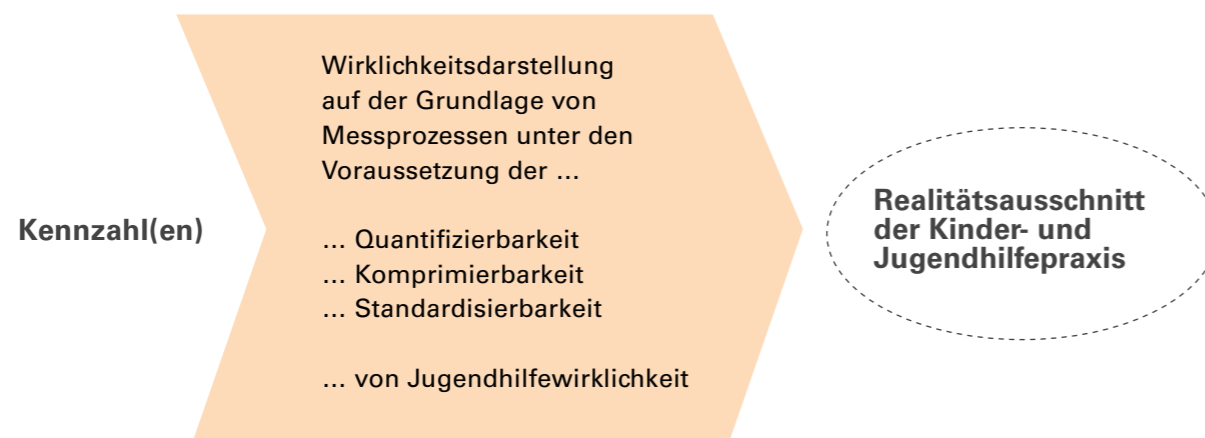 Kennzahl(en)
Wirklichkeitsdarstellung
auf der Grundlage von
Messprozessen unter den
Voraussetzung der ...
... Quantifizierbarkeit
... Komprimierbarkeit
... Standardisierbarkeit
... von Jugendhilfewirklichkeit
Realitätsausschnitt
der Kinder- und
Jugendhilfepraxis